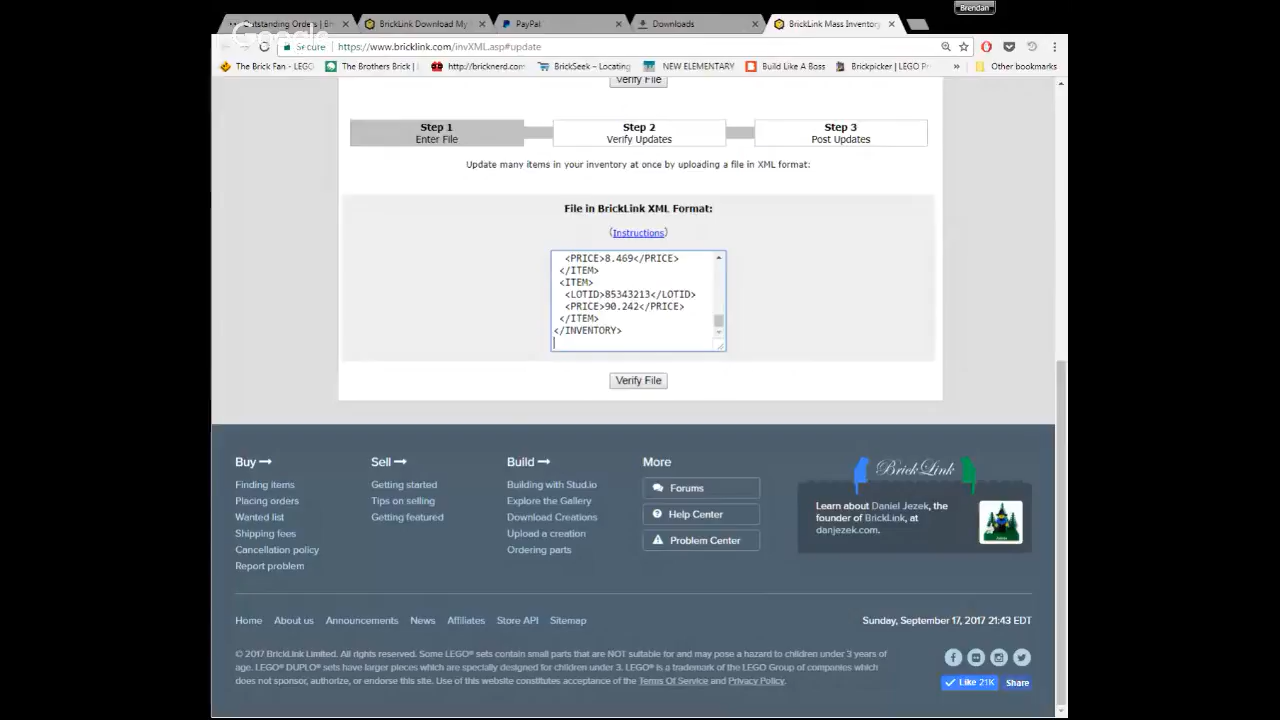 Brendan
Outstanding Orders | Br
BrickLink Download My
PayPal
Downloads
BrickLink Mass Inventory
Google
Secure
https://www.bricklink.com/invXML.asp#update
The Brick Fan - LEGO
The Brothers Brick |
http://bricknerd.com/
BrickSeek – Locating
NEW ELEMENTARY
Build Like A Boss
Brickpicker | LEGO Pr
»
Other bookmarks
Verify File
Step 1
Enter File
Step 2
Verify Updates
Step 3
Post Updates
Update many items in your inventory at once by uploading a file in XML format:
File in BrickLink XML Format:
(Instructions)
<PRICE>8.469</PRICE>
</ITEM>
<ITEM>
<LOTID>85343213</LOTID>
<PRICE>90.242</PRICE>
</ITEM>
</INVENTORY>
Verify File
Buy
Finding items
Placing orders
Wanted list
Shipping fees
Cancellation policy
Report problem
Sell
Getting started
Tips on selling
Getting featured
Build
Building with Stud.io
Explore the Gallery
Download Creations
Upload a creation
Ordering parts
More
Forums
Help Center
Problem Center
BrickLink
Learn about Daniel Jezek, the
founder of BrickLink, at
danjezek.com.
Home
About us
Announcements
News
Affiliates
Store API
Sitemap
Sunday, September 17, 2017 21:43 EDT
© 2017 BrickLink Limited. All rights reserved. Some LEGO® sets contain small parts that are NOT suitable for and may pose a hazard to children under 3 years of
age. LEGO® DUPLO® sets have larger pieces which are specially designed for children under 3. LEGO® is a trademark of the LEGO Group of companies which
does not sponsor, authorize, or endorse this site. Use of this website constitutes acceptance of the Terms Of Service and Privacy Policy.
Like 21K
Share